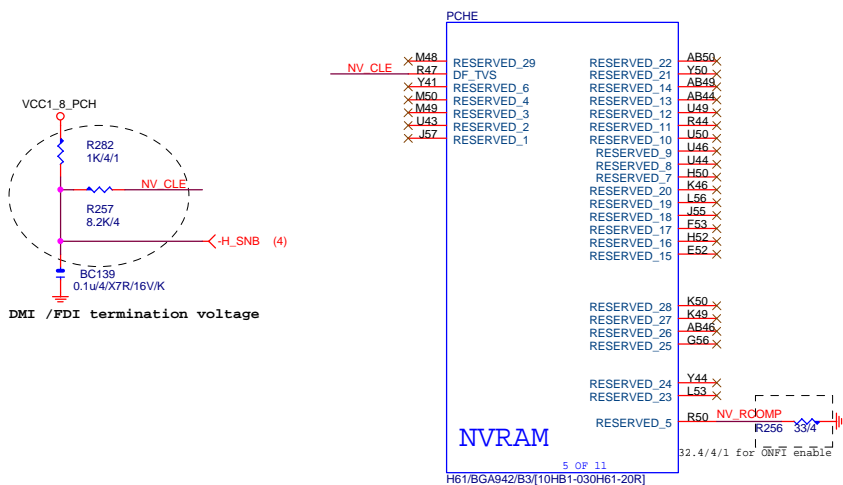 PCHE
M48 RESERVED_29
NV_CLE R47 DF_TVS
Y41 RESERVED_6
M50 RESERVED_4
M49 RESERVED_3
U43 RESERVED_2
J57 RESERVED_1
RESERVED_22 AB50
RESERVED_21 Y50
RESERVED_14 AB49
RESERVED_13 AB44
RESERVED_12 U49
RESERVED_11 R44
RESERVED_10 U50
RESERVED_9 U46
RESERVED_8 U44
RESERVED_7 H50
RESERVED_20 K46
RESERVED_19 L56
RESERVED_18 J55
RESERVED_17 F53
RESERVED_16 H52
RESERVED_15 E52
RESERVED_28 K50
RESERVED_27 K49
RESERVED_26 AB46
RESERVED_25 G56
RESERVED_24 Y44
RESERVED_23 L53
RESERVED_5 R50 NV_RCOMP
R256 33/4
32.4/4/1 for ONFI enable
NVRAM
5 OF 11
H61/BGA942/B3/[10HB1-030H61-20R]
VCC1_8_PCH
R282
1K/4/1
NV_CLE
R257
8.2K/4
-H_SNB (4)
BC139
0.1u/4/X7R/16V/K
DMI /FDI termination voltage